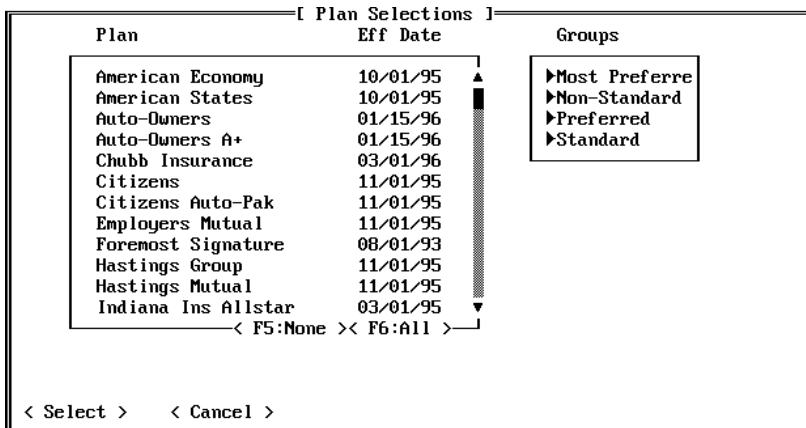 [ Plan Selections ]
Plan Eff Date Groups
American Economy 10/01/95 ▲ ►Most Preferre
American States 10/01/95 ►Non-Standard
Auto-Owners 01/15/96 ►Preferred
Auto-Owners A+ 01/15/96 ►Standard
Chubb Insurance 03/01/96
Citizens 11/01/95
Citizens Auto-Pak 11/01/95
Employers Mutual 11/01/95
Foremost Signature 08/01/93
Hastings Group 11/01/95
Hastings Mutual 11/01/95
Indiana Ins Allstar 03/01/95 ▼
< F5:None >< F6:All >
< Select > < Cancel >